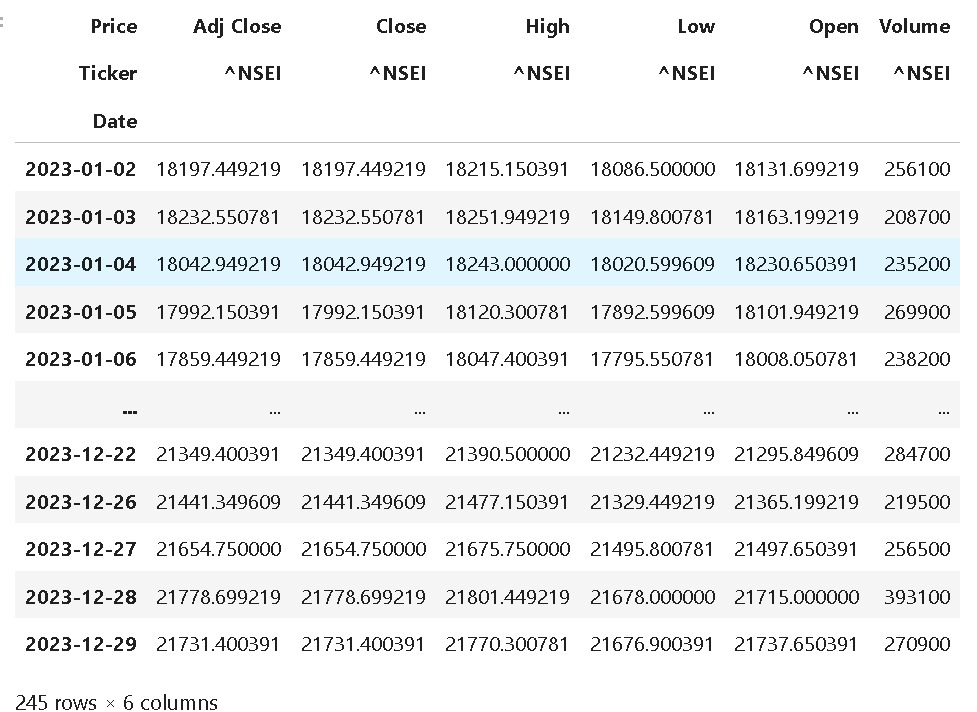 Price Adj Close Close High Low Open Volume
Ticker ^NSEI ^NSEI ^NSEI ^NSEI ^NSEI ^NSEI
Date
2023-01-02 18197.449219 18197.449219 18215.150391 18086.500000 18131.699219 256100
2023-01-03 18232.550781 18232.550781 18251.949219 18149.800781 18163.199219 208700
2023-01-04 18042.949219 18042.949219 18243.000000 18020.599609 18230.650391 235200
2023-01-05 17992.150391 17992.150391 18120.300781 17892.599609 18101.949219 269900
2023-01-06 17859.449219 17859.449219 18047.400391 17795.550781 18008.050781 238200
... ... ... ... ... ... ...
2023-12-22 21349.400391 21349.400391 21390.500000 21232.449219 21295.849609 284700
2023-12-26 21441.349609 21441.349609 21477.150391 21329.449219 21365.199219 219500
2023-12-27 21654.750000 21654.750000 21675.750000 21495.800781 21497.650391 256500
2023-12-28 21778.699219 21778.699219 21801.449219 21678.000000 21715.000000 393100
2023-12-29 21731.400391 21731.400391 21770.300781 21676.900391 21737.650391 270900
245 rows × 6 columns